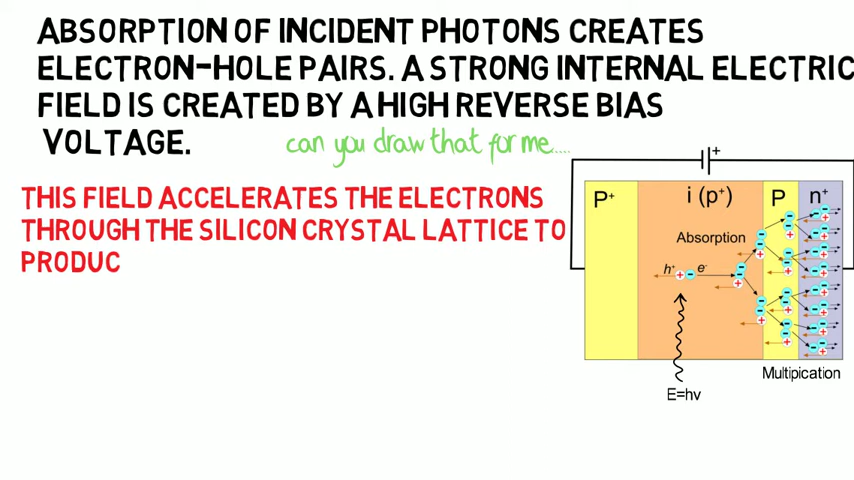 ABSORPTION OF INCIDENT PHOTONS CREATES
ELECTRON-HOLE PAIRS. A STRONG INTERNAL ELECTRIC
FIELD IS CREATED BY A HIGH REVERSE BIAS
VOLTAGE.
can you draw that for me....
THIS FIELD ACCELERATES THE ELECTRONS
THROUGH THE SILICON CRYSTAL LATTICE TO
PRODUC
+
P+ i (p+) P n+
Absorption
h+ e-
Multipication
E=hv